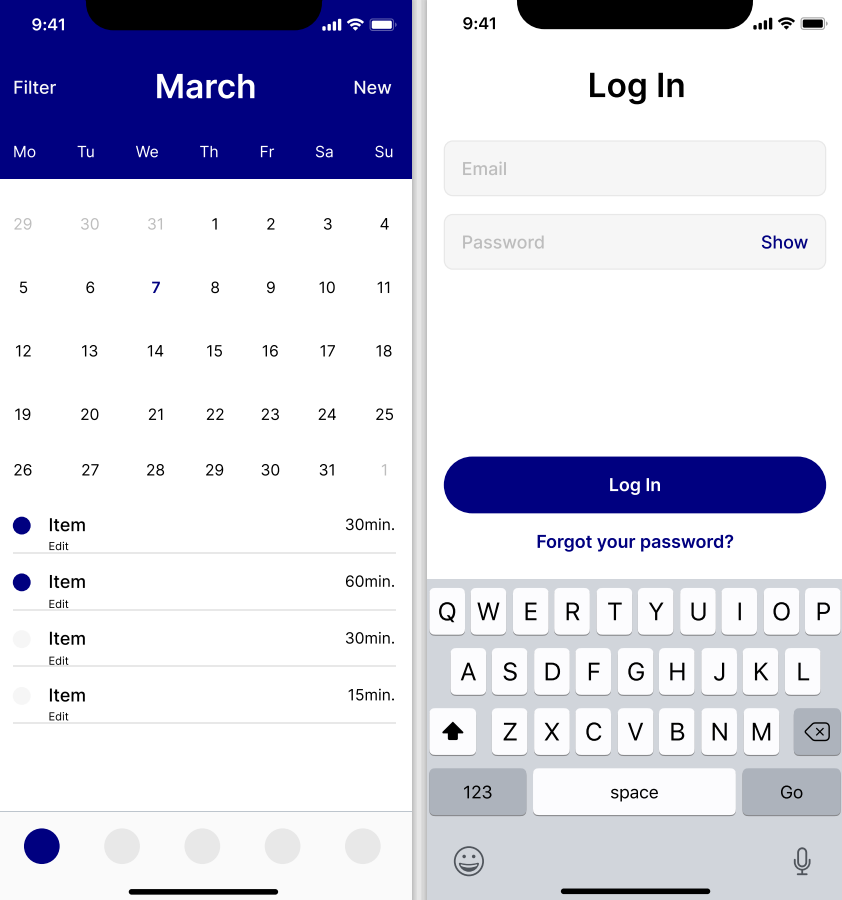 9:41
Filter March New
Mo Tu We Th Fr Sa Su
29 30 31 1 2 3 4
5 6 7 8 9 10 11
12 13 14 15 16 17 18
19 20 21 22 23 24 25
26 27 28 29 30 31 1
Item 30min.
Edit
Item 60min.
Edit
Item 30min.
Edit
Item 15min.
Edit
9:41
Log In
Email
Password Show
Log In
Forgot your password?
Q W E R T Y U I O P
A S D F G H J K L
Z X C V B N M
123 space Go